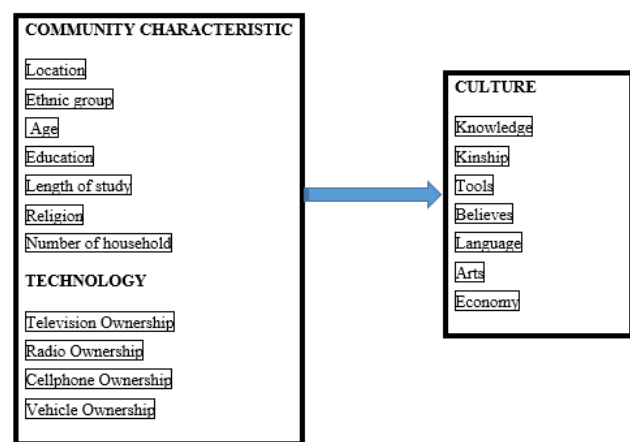 COMMUNITY CHARACTERISTIC
Location
Ethnic group
Age
Education
Length of study
Religion
Number of household
TECHNOLOGY
Television Ownership
Radio Ownership
Cellphone Ownership
Vehicle Ownership
CULTURE
Knowledge
Kinship
Tools
Believes
Language
Arts
Economy